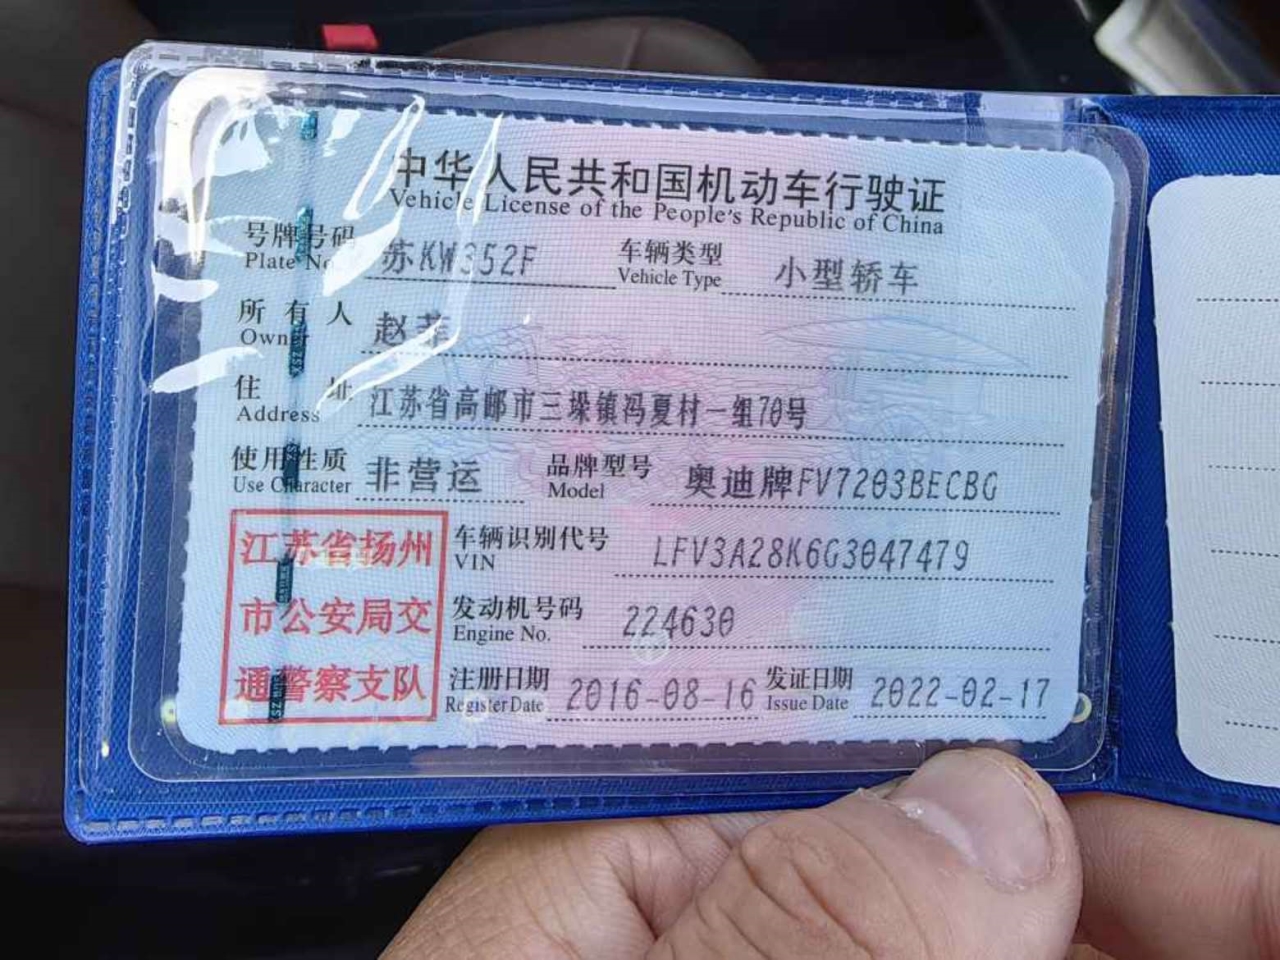 中华人民共和国机动车行驶证
Vehicle License of the People's Republic of China
号牌号码 苏KW352F 车辆类型 小型轿车
Plate No. Vehicle Type
所有人 赵菲
Owner
住址 江苏省高邮市三垛镇冯夏村一组70号
Address
使用性质 非营运 品牌型号 奥迪牌FV7203BECBG
Use Character Model
江苏省扬州
市公安局交
通警察支队
车辆识别代号 LFV3A28K6G3047479
VIN
发动机号码 224630
Engine No.
注册日期 2016-08-16 发证日期 2022-02-17
Register Date Issue Date